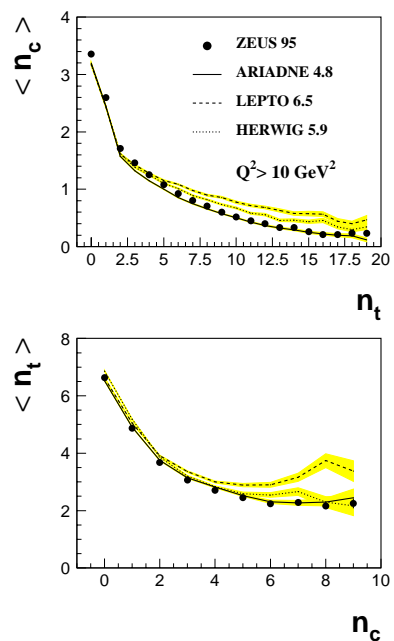 < n_c >
4
3
2
1
0
ZEUS 95
ARIADNE 4.8
LEPTO 6.5
HERWIG 5.9
Q² > 10 GeV²
0 2.5 5 7.5 10 12.5 15 17.5 20
n_t
< n_t >
8
6
4
2
0
0 2 4 6 8 10
n_c